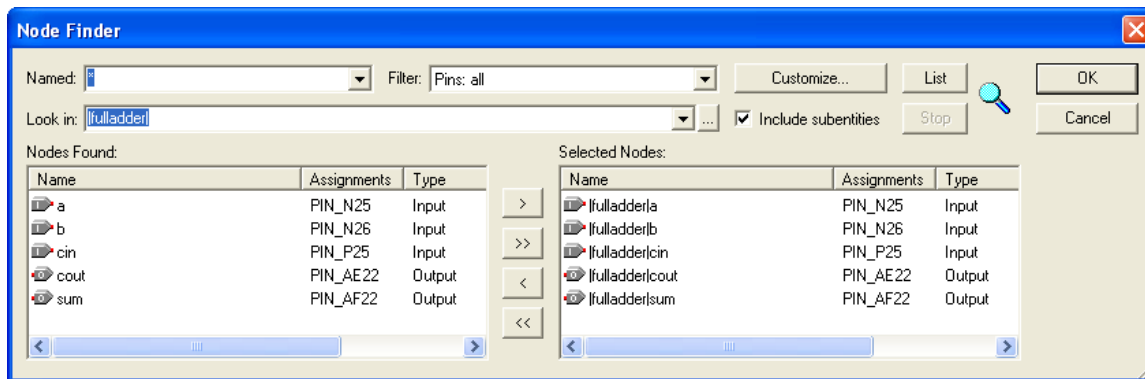 Node Finder
Named: * Filter: Pins: all Customize... List OK
Look in: |fulladder| ... Include subentities Stop Cancel
Nodes Found: Selected Nodes:
Name Assignments Type Name Assignments Type
a PIN_N25 Input > |fulladder|a PIN_N25 Input
b PIN_N26 Input |fulladder|b PIN_N26 Input
>>
cin PIN_P25 Input |fulladder|cin PIN_P25 Input
cout PIN_AE22 Output < |fulladder|cout PIN_AE22 Output
sum PIN_AF22 Output |fulladder|sum PIN_AF22 Output
<<